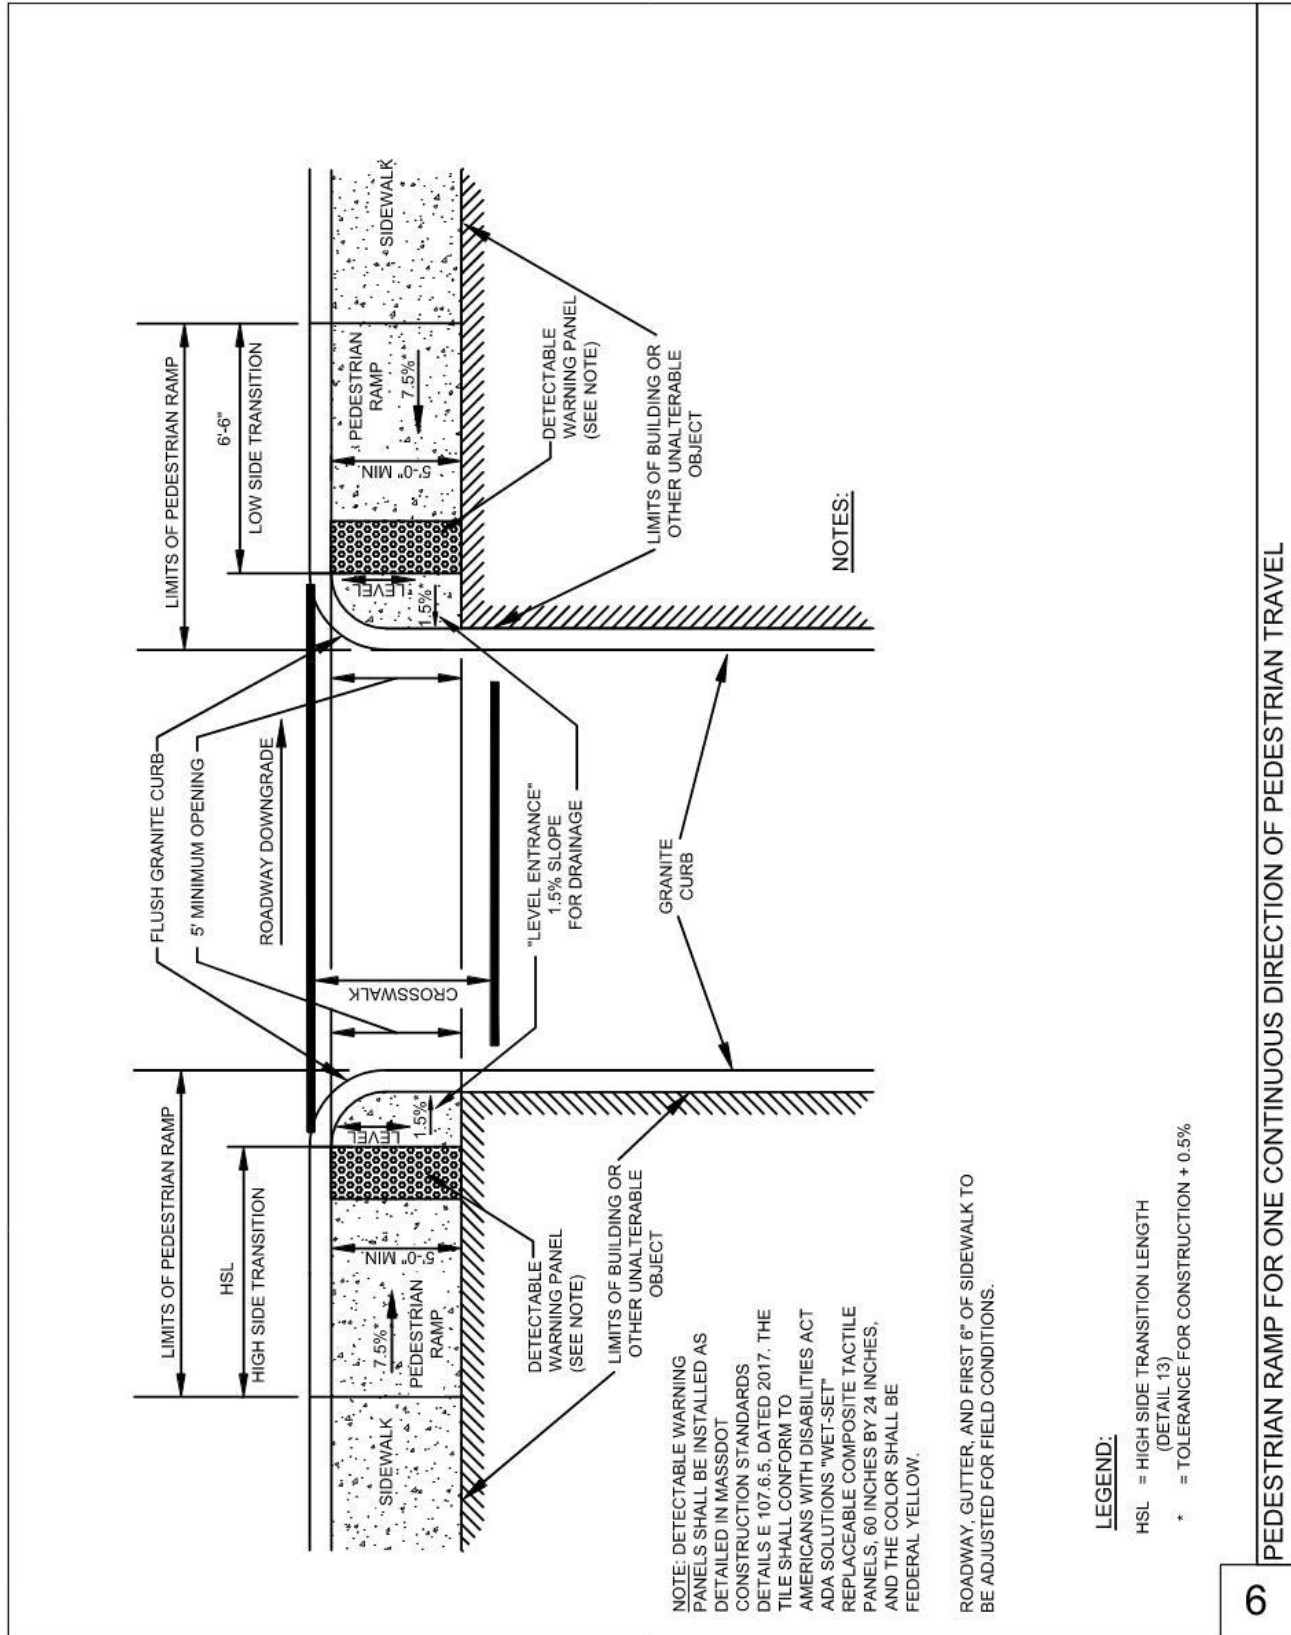 LIMITS OF PEDESTRIAN RAMP
HSL
HIGH SIDE TRANSITION
FLUSH GRANITE CURB
5' MINIMUM OPENING
ROADWAY DOWNGRADE
LIMITS OF PEDESTRIAN RAMP
6'-6"
LOW SIDE TRANSITION
SIDEWALK
7.5%*
PEDESTRIAN
RAMP
5'-0" MIN.
LEVEL
1.5%*
CROSSWALK
LEVEL
1.5%*
5'-0" MIN.
PEDESTRIAN
RAMP
7.5%*
SIDEWALK
DETECTABLE
WARNING PANEL
(SEE NOTE)
LIMITS OF BUILDING OR
OTHER UNALTERABLE
OBJECT
"LEVEL ENTRANCE"
1.5% SLOPE
FOR DRAINAGE
GRANITE
CURB
DETECTABLE
WARNING PANEL
(SEE NOTE)
LIMITS OF BUILDING OR
OTHER UNALTERABLE
OBJECT
NOTES:
NOTE: DETECTABLE WARNING
PANELS SHALL BE INSTALLED AS
DETAILED IN MASSDOT
CONSTRUCTION STANDARDS
DETAILS E 107.6.5, DATED 2017. THE
TILE SHALL CONFORM TO
AMERICANS WITH DISABILITIES ACT
ADA SOLUTIONS "WET-SET"
REPLACEABLE COMPOSITE TACTILE
PANELS, 60 INCHES BY 24 INCHES,
AND THE COLOR SHALL BE
FEDERAL YELLOW.
ROADWAY, GUTTER, AND FIRST 6" OF SIDEWALK TO
BE ADJUSTED FOR FIELD CONDITIONS.
LEGEND:
HSL = HIGH SIDE TRANSITION LENGTH
(DETAIL 13)
* = TOLERANCE FOR CONSTRUCTION + 0.5%
6
PEDESTRIAN RAMP FOR ONE CONTINUOUS DIRECTION OF PEDESTRIAN TRAVEL